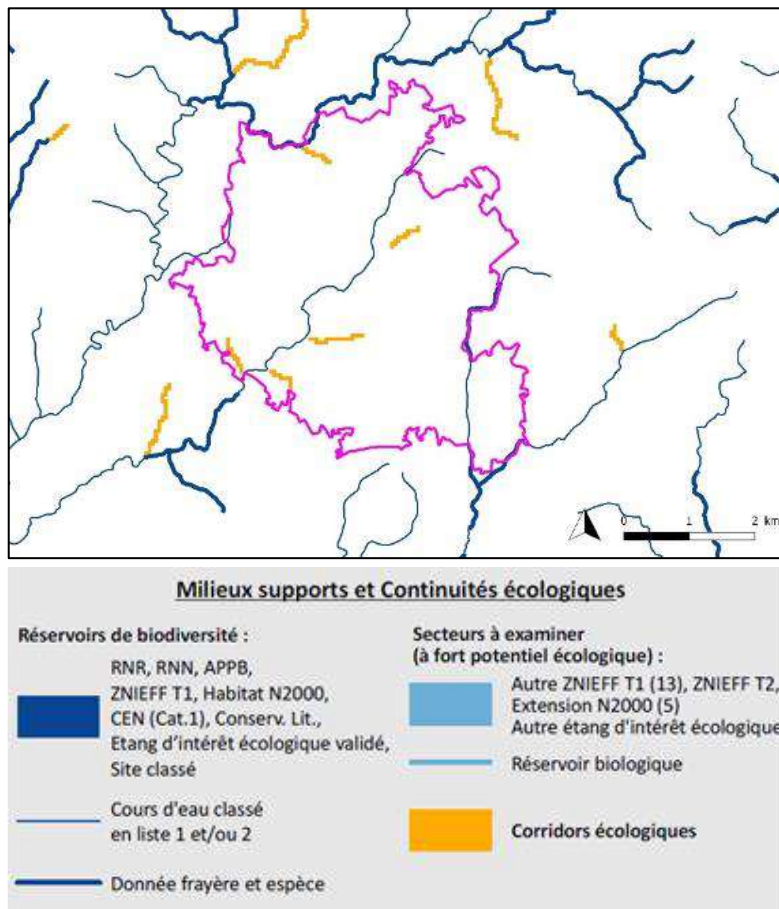 0 1 2 km
Milieux supports et Continuités écologiques
Réservoirs de biodiversité :
RNR, RNN, APPB,
ZNIEFF T1, Habitat N2000,
CEN (Cat.1), Conserv. Lit.,
Etang d'intérêt écologique validé,
Site classé
Cours d'eau classé
en liste 1 et/ou 2
Donnée frayère et espèce
Secteurs à examiner
(à fort potentiel écologique) :
Autre ZNIEFF T1 (13), ZNIEFF T2,
Extension N2000 (5)
Autre étang d'intérêt écologique
Réservoir biologique
Corridors écologiques